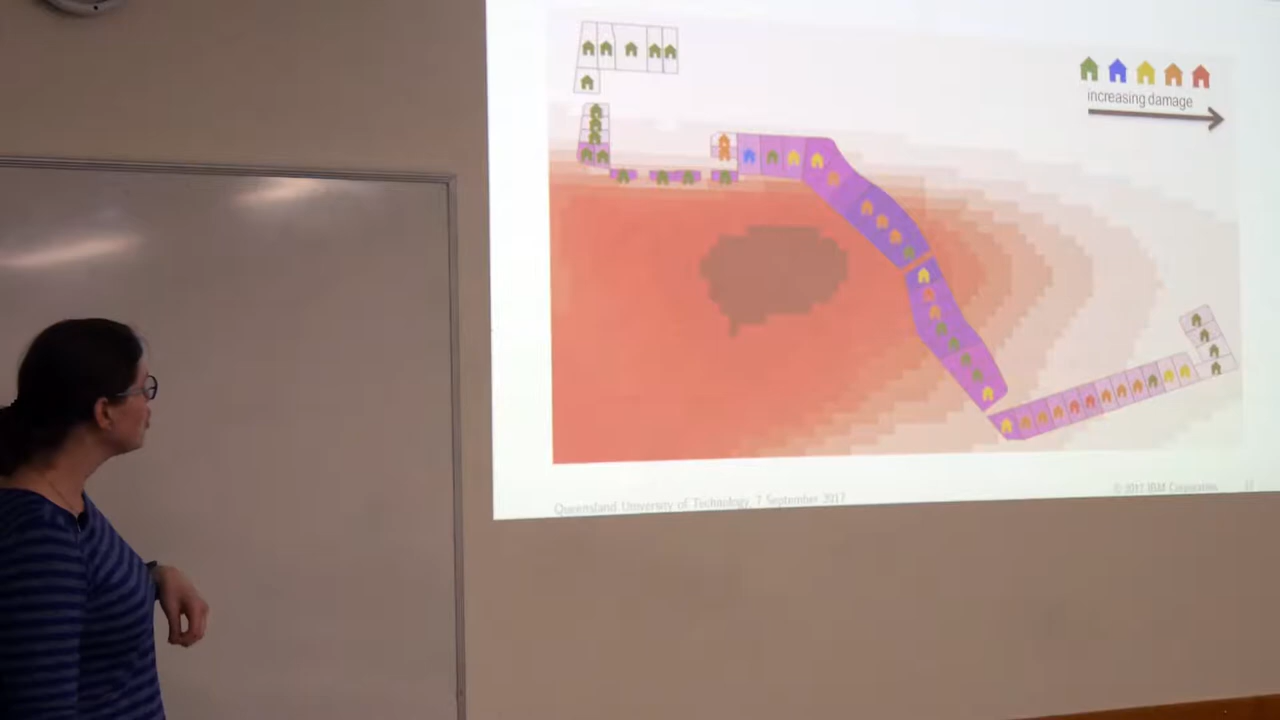 increasing damage
Queensland University of Technology, 7 September 2017
© 2017 IBM Corporation